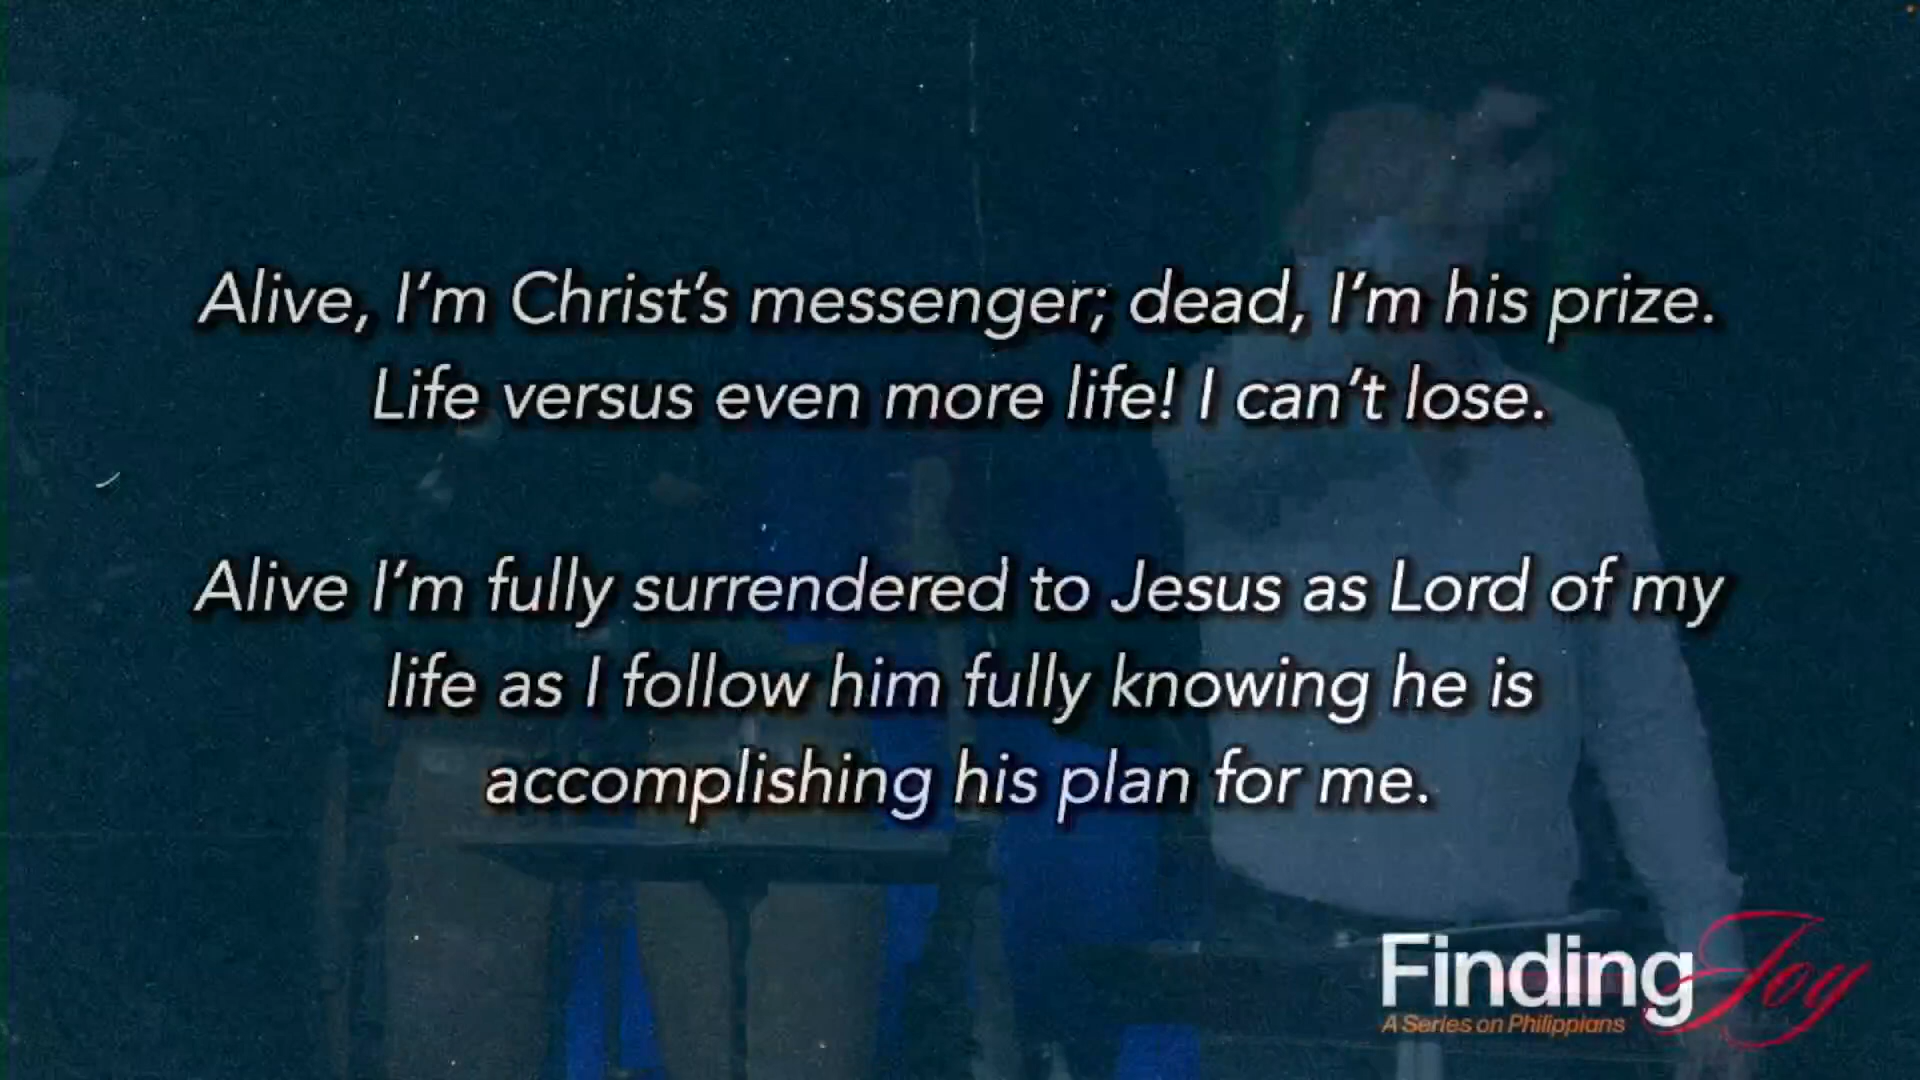 Alive, I’m Christ’s messenger; dead, I’m his prize.
Life versus even more life! I can’t lose.
Alive I’m fully surrendered to Jesus as Lord of my
life as I follow him fully knowing he is
accomplishing his plan for me.
Finding Joy
A Series on Philippians